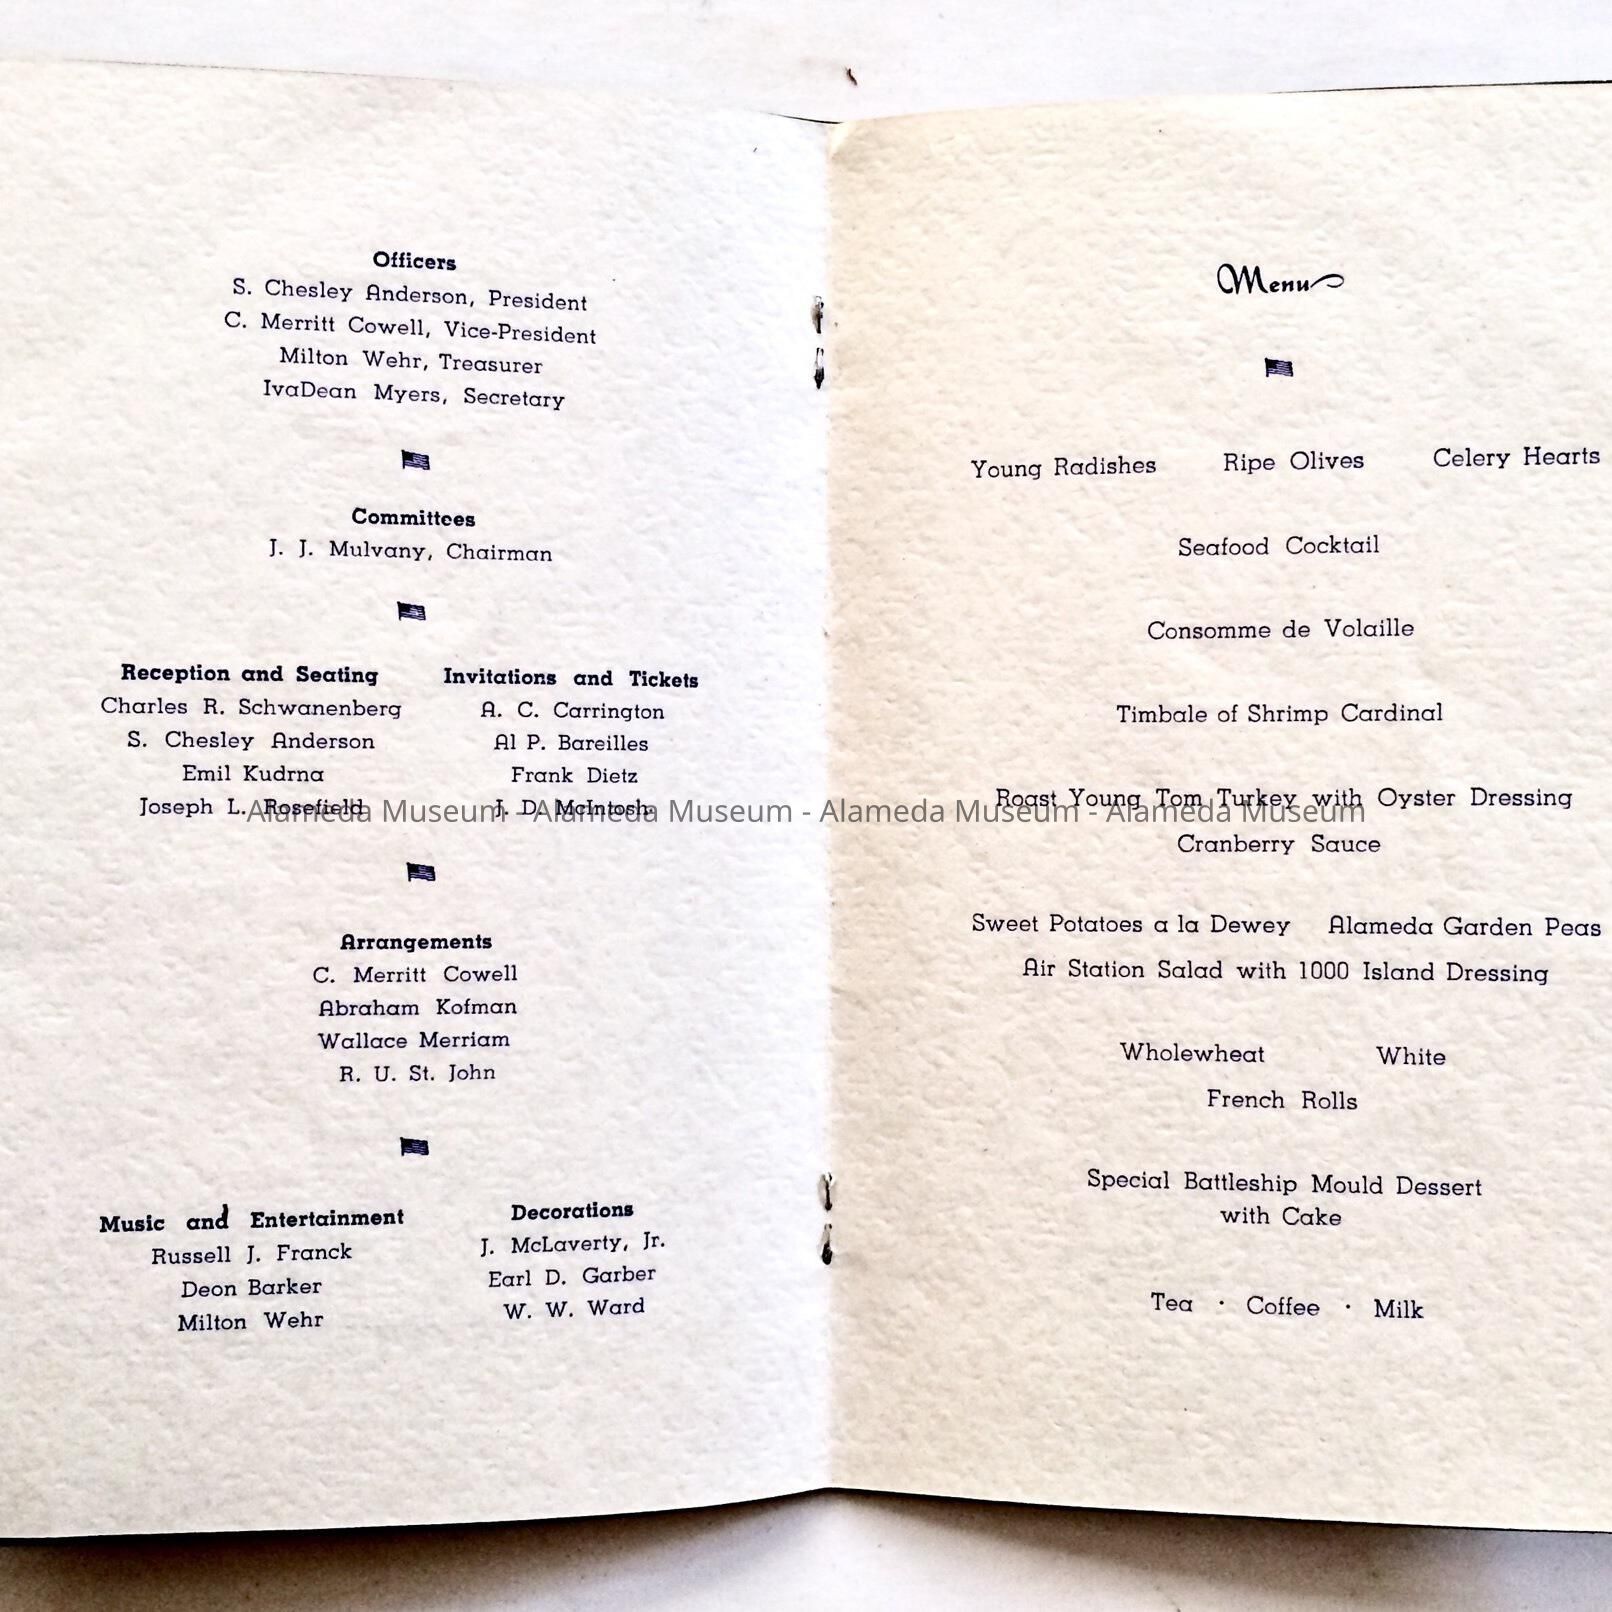 Officers
S. Chesley Anderson, President
C. Merritt Cowell, Vice-President
Milton Wehr, Treasurer
IvaDean Myers, Secretary
Committees
J. J. Mulvany, Chairman
Reception and Seating
Charles R. Schwanenberg
S. Chesley Anderson
Emil Kudrna
Joseph L. Rosefield
Invitations and Tickets
A. C. Carrington
Al P. Bareilles
Frank Dietz
J. D. McIntosh
Arrangements
C. Merritt Cowell
Abraham Kofman
Wallace Merriam
R. U. St. John
Music and Entertainment
Russell J. Franck
Deon Barker
Milton Wehr
Decorations
J. McLaverty, Jr.
Earl D. Garber
W. W. Ward
Menu
Young Radishes Ripe Olives Celery Hearts
Seafood Cocktail
Consomme de Volaille
Timbale of Shrimp Cardinal
Roast Young Tom Turkey with Oyster Dressing
Cranberry Sauce
Sweet Potatoes a la Dewey Alameda Garden Peas
Air Station Salad with 1000 Island Dressing
Wholewheat White
French Rolls
Special Battleship Mould Dessert
with Cake
Tea · Coffee · Milk
Alameda Museum - Alameda Museum - Alameda Museum - Alameda Museum